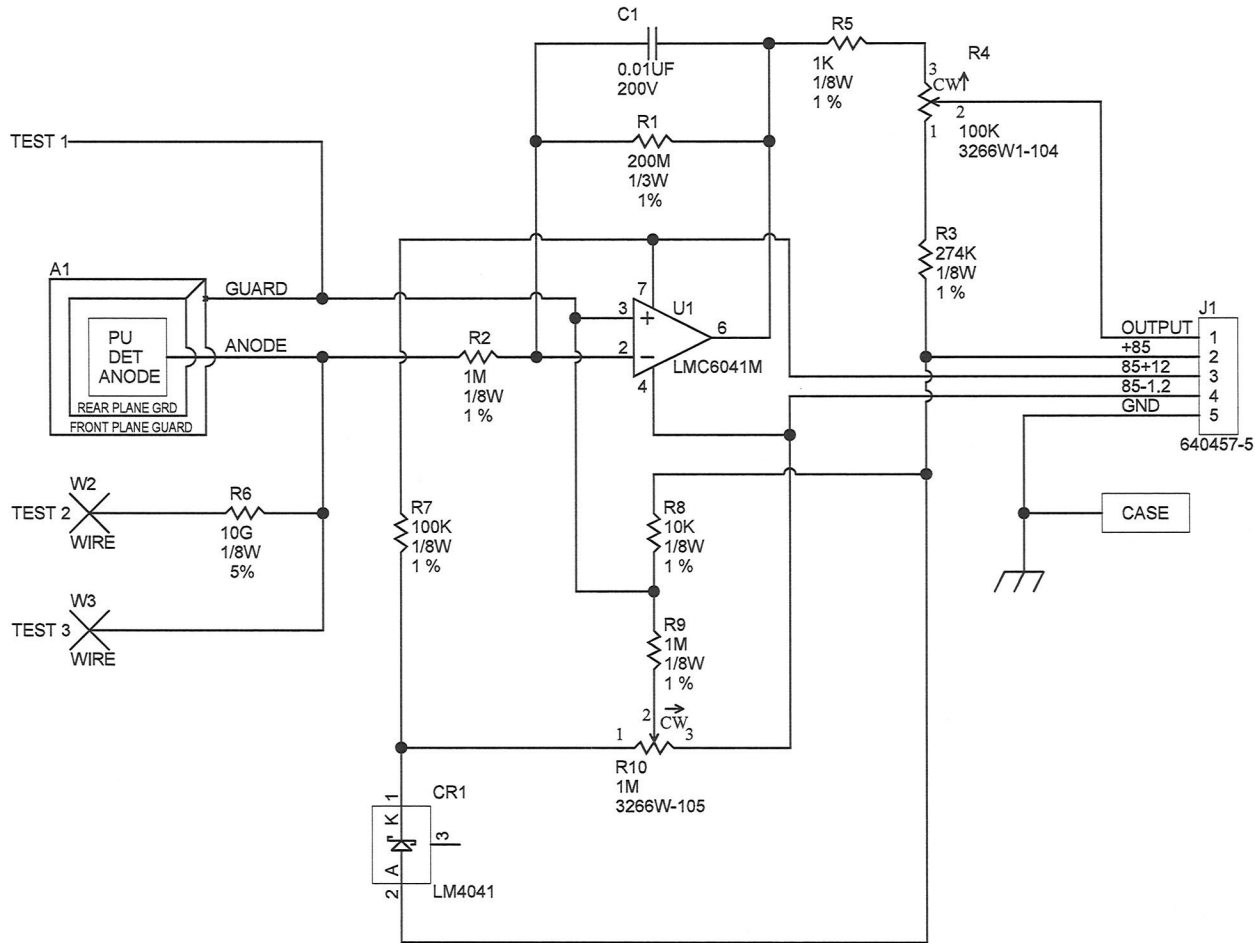 C1
0.01UF
200V
R5
1K
1/8W
1 %
R4
3
CW
2
1
100K
3266W1-104
TEST 1
R1
200M
1/3W
1%
R3
274K
1/8W
1 %
A1
GUARD
PU
DET
ANODE
REAR PLANE GRD
FRONT PLANE GUARD
ANODE
R2
1M
1/8W
1 %
7
3
+
2
−
4
6
U1
LMC6041M
J1
OUTPUT 1
+85 2
85+12 3
85-1.2 4
GND 5
640457-5
CASE
W2
TEST 2
WIRE
R6
10G
1/8W
5%
W3
TEST 3
WIRE
R7
100K
1/8W
1 %
R8
10K
1/8W
1 %
R9
1M
1/8W
1 %
1
2
CW
3
R10
1M
3266W-105
CR1
1
K
A
2
3
LM4041